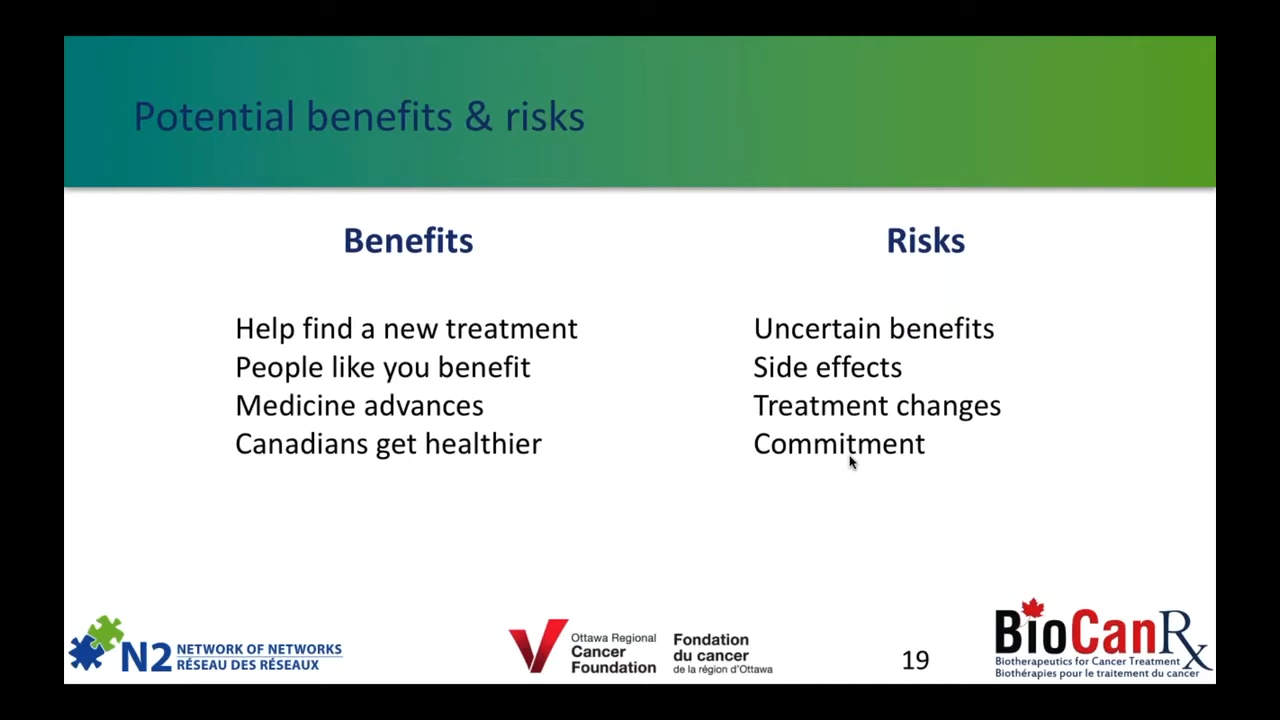 Potential benefits & risks
Benefits
Help find a new treatment
People like you benefit
Medicine advances
Canadians get healthier
Risks
Uncertain benefits
Side effects
Treatment changes
Commitment
N2 NETWORK OF NETWORKS
RÉSEAU DES RÉSEAUX
Ottawa Regional
Cancer
Foundation
Fondation
du cancer
de la région d'Ottawa
19
BioCanRx
Biotherapeutics for Cancer Treatment
Biothérapies pour le traitement du cancer